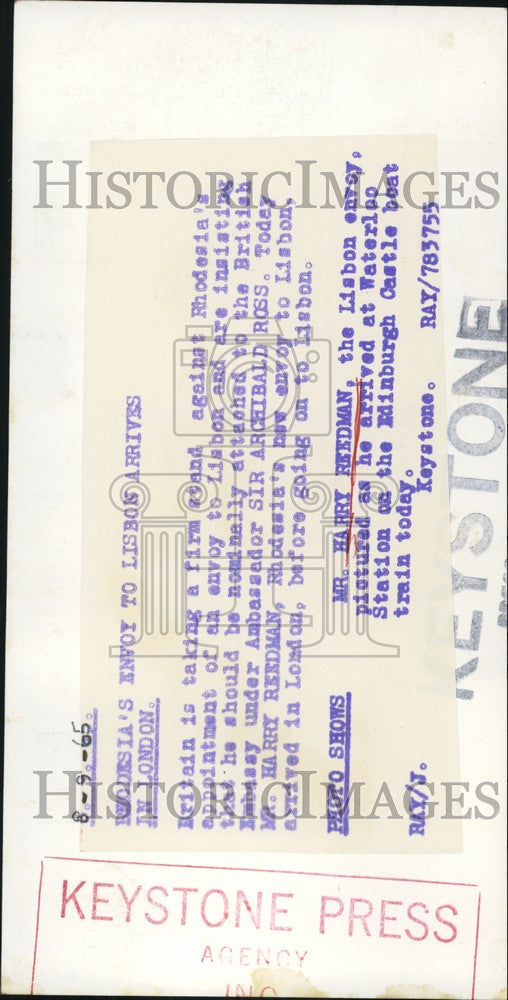 8-9-65.
RHODESIA'S ENVOY TO LISBON ARRIVES
IN LONDON.
Britain is taking a firm stand against Rhodesia's
appointment of an envoy to Lisbon and are insisting
that he should be nominally attached to the British
Embassy under Ambassador SIR ARCHIBALD ROSS. Today
Mr. HARRY REEDMAN, Rhodesia's new envoy to Lisbon,
arrived in London, before going on to Lisbon.
PHOTO SHOWS MR. HARRY REEDMAN, the Lisbon envoy,
pictured as he arrived at Waterloo
Station on the Edinburgh Castle boat
train today.
RAY/J. Keystone. RAY/783755
KEYSTONE
KEYSTONE PRESS
AGENCY
INC
HISTORICIMAGES
HISTORICIMAGES